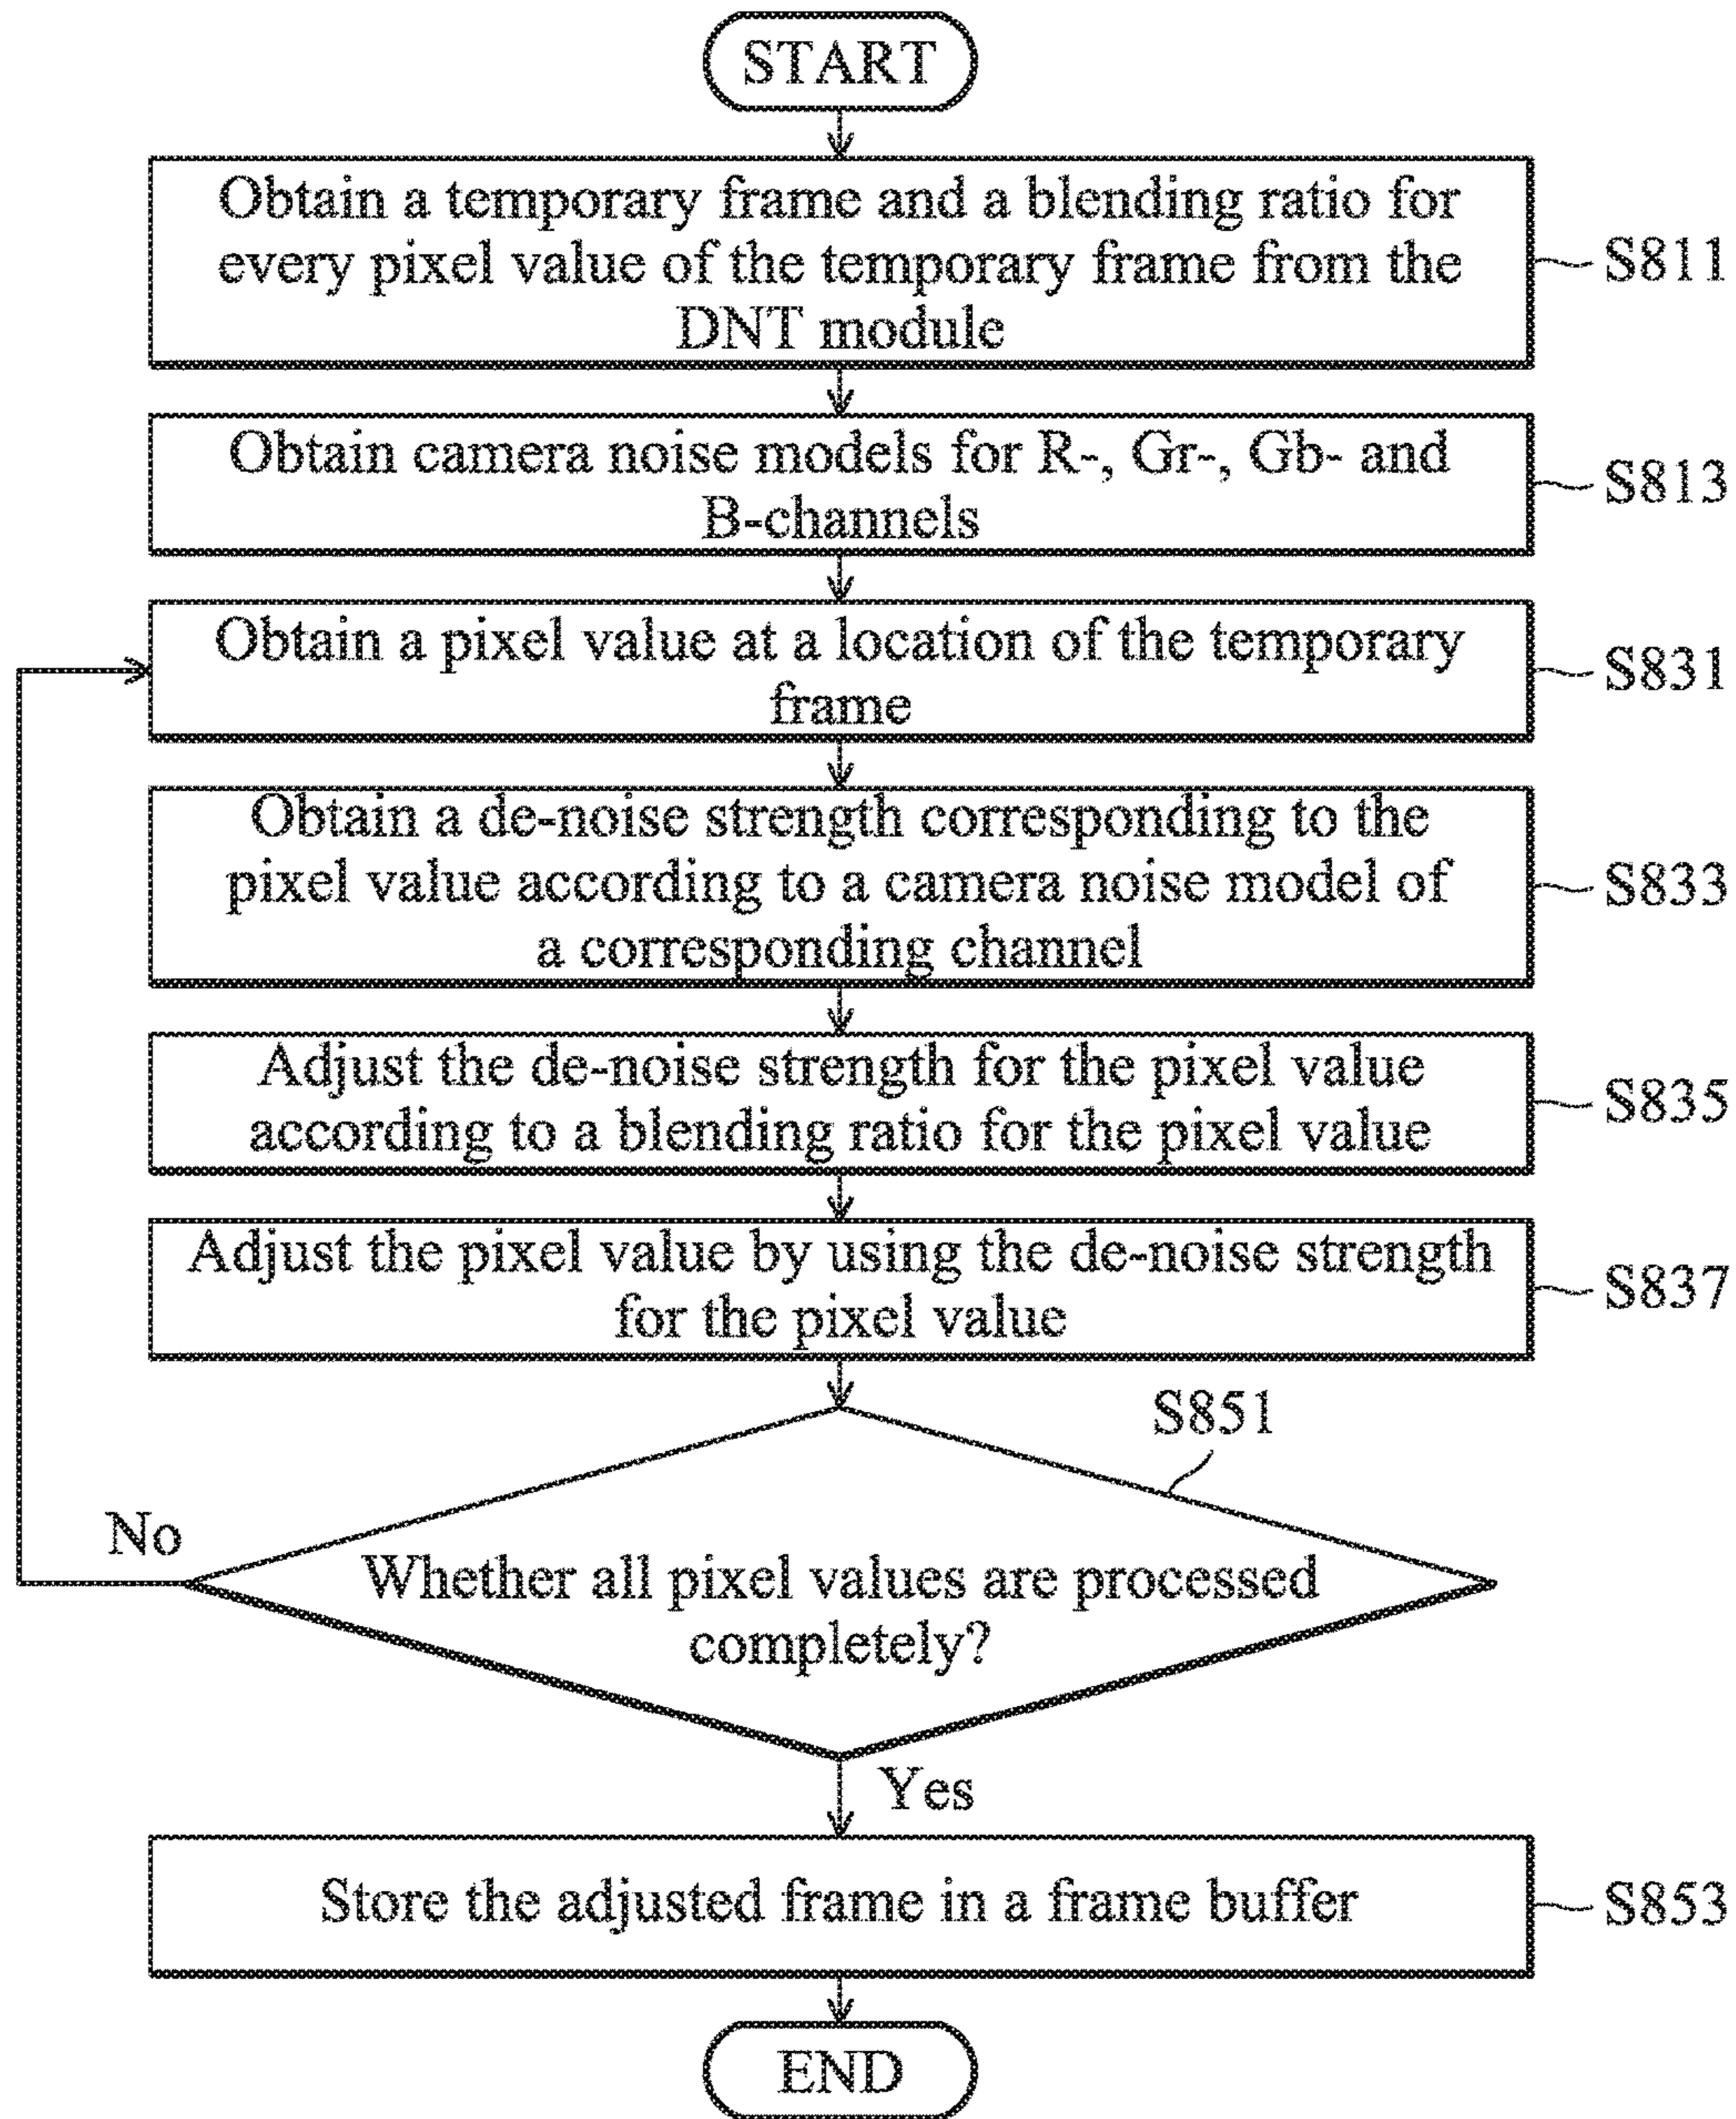 START
Obtain a temporary frame and a blending ratio for
every pixel value of the temporary frame from the
DNT module
S811
Obtain camera noise models for R-, Gr-, Gb- and
B-channels
S813
Obtain a pixel value at a location of the temporary
frame
S831
Obtain a de-noise strength corresponding to the
pixel value according to a camera noise model of
a corresponding channel
S833
Adjust the de-noise strength for the pixel value
according to a blending ratio for the pixel value
S835
Adjust the pixel value by using the de-noise strength
for the pixel value
S837
S851
No
Whether all pixel values are processed
completely?
Yes
Store the adjusted frame in a frame buffer
S853
END